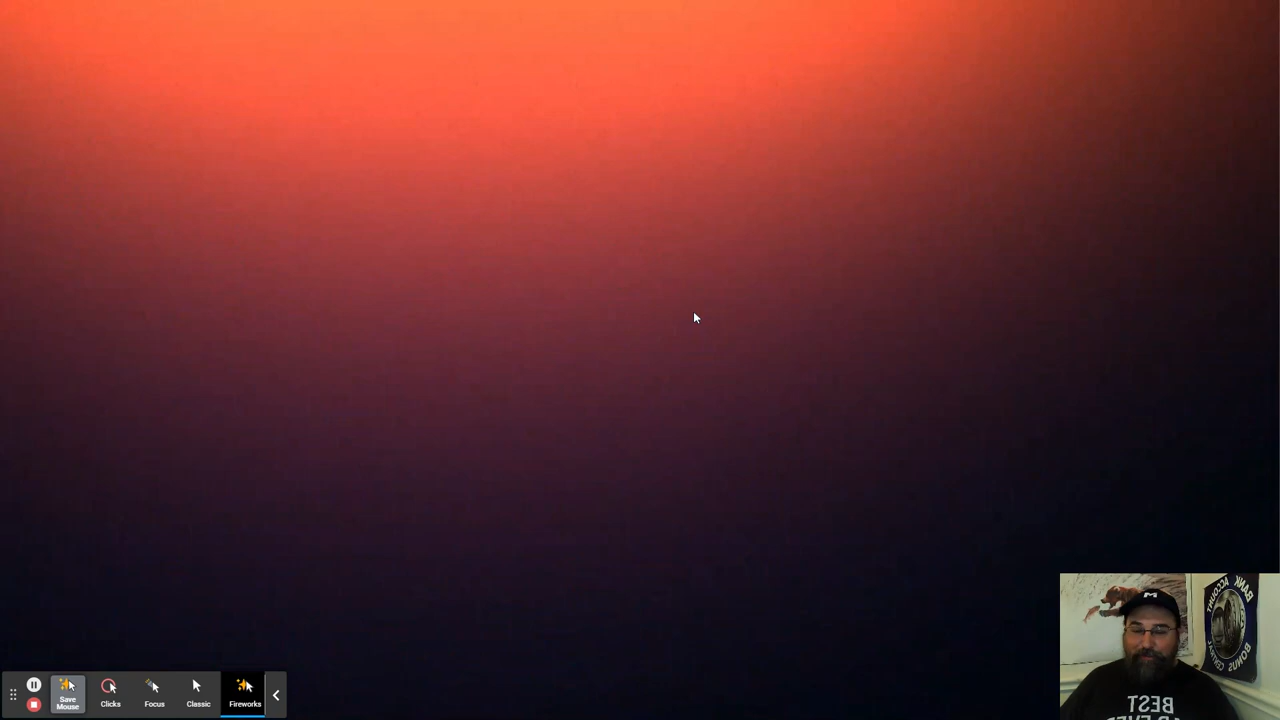 Save
Mouse
Clicks
Focus
Classic
Fireworks
M
BANK ACCOUNT
BONUS CENTRAL
BEST